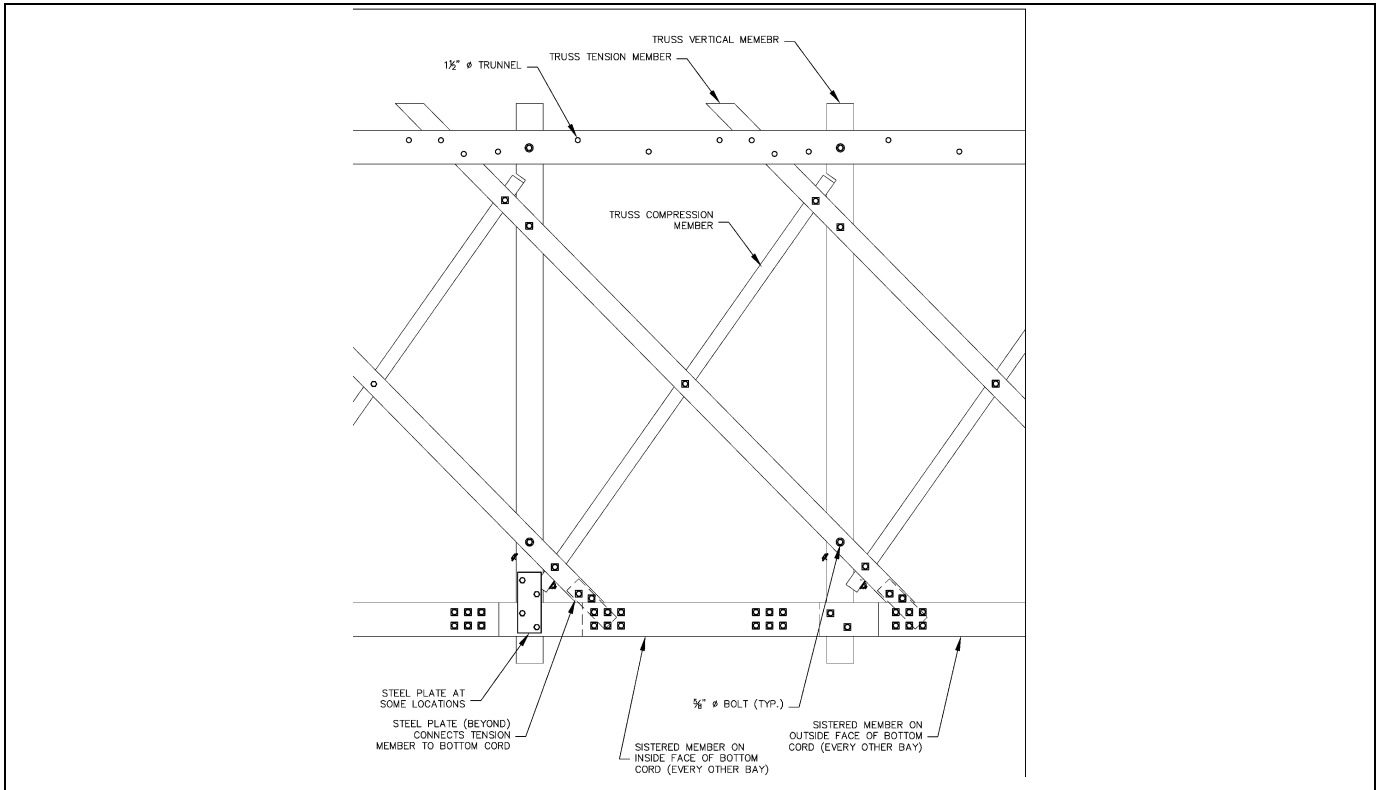 TRUSS VERTICAL MEMEBR
TRUSS TENSION MEMBER
1½" ø TRUNNEL
TRUSS COMPRESSION
MEMBER
STEEL PLATE AT
SOME LOCATIONS
STEEL PLATE (BEYOND)
CONNECTS TENSION
MEMBER TO BOTTOM CORD
⅝" ø BOLT (TYP.)
SISTERED MEMBER ON
INSIDE FACE OF BOTTOM
CORD (EVERY OTHER BAY)
SISTERED MEMBER ON
OUTSIDE FACE OF BOTTOM
CORD (EVERY OTHER BAY)